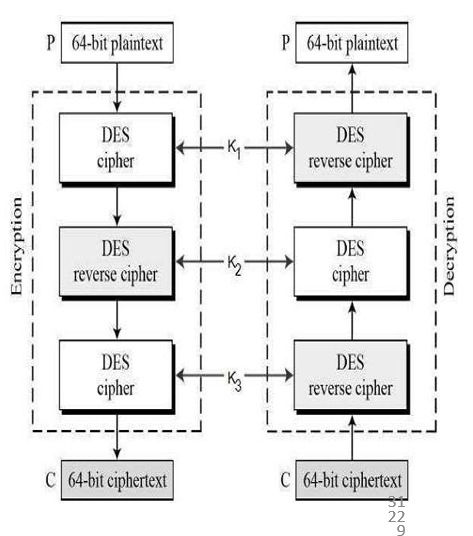 P 64-bit plaintext P 64-bit plaintext
DES
cipher
K1
DES
reverse cipher
Encryption
DES
reverse cipher
K2
DES
cipher
Decryption
DES
cipher
K3
DES
reverse cipher
C 64-bit ciphertext C 64-bit ciphertext
31
22
9